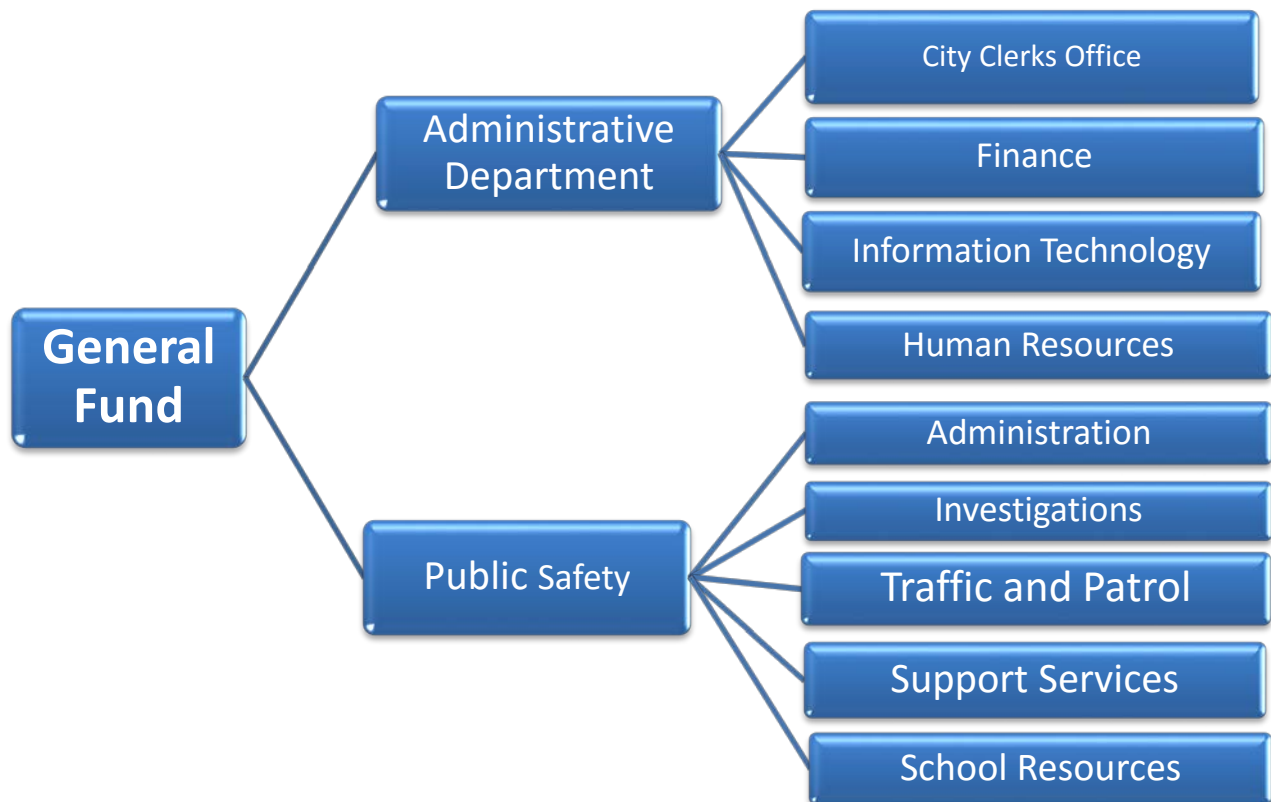 General
Fund
Administrative
Department
City Clerks Office
Finance
Information Technology
Human Resources
Public Safety
Administration
Investigations
Traffic and Patrol
Support Services
School Resources